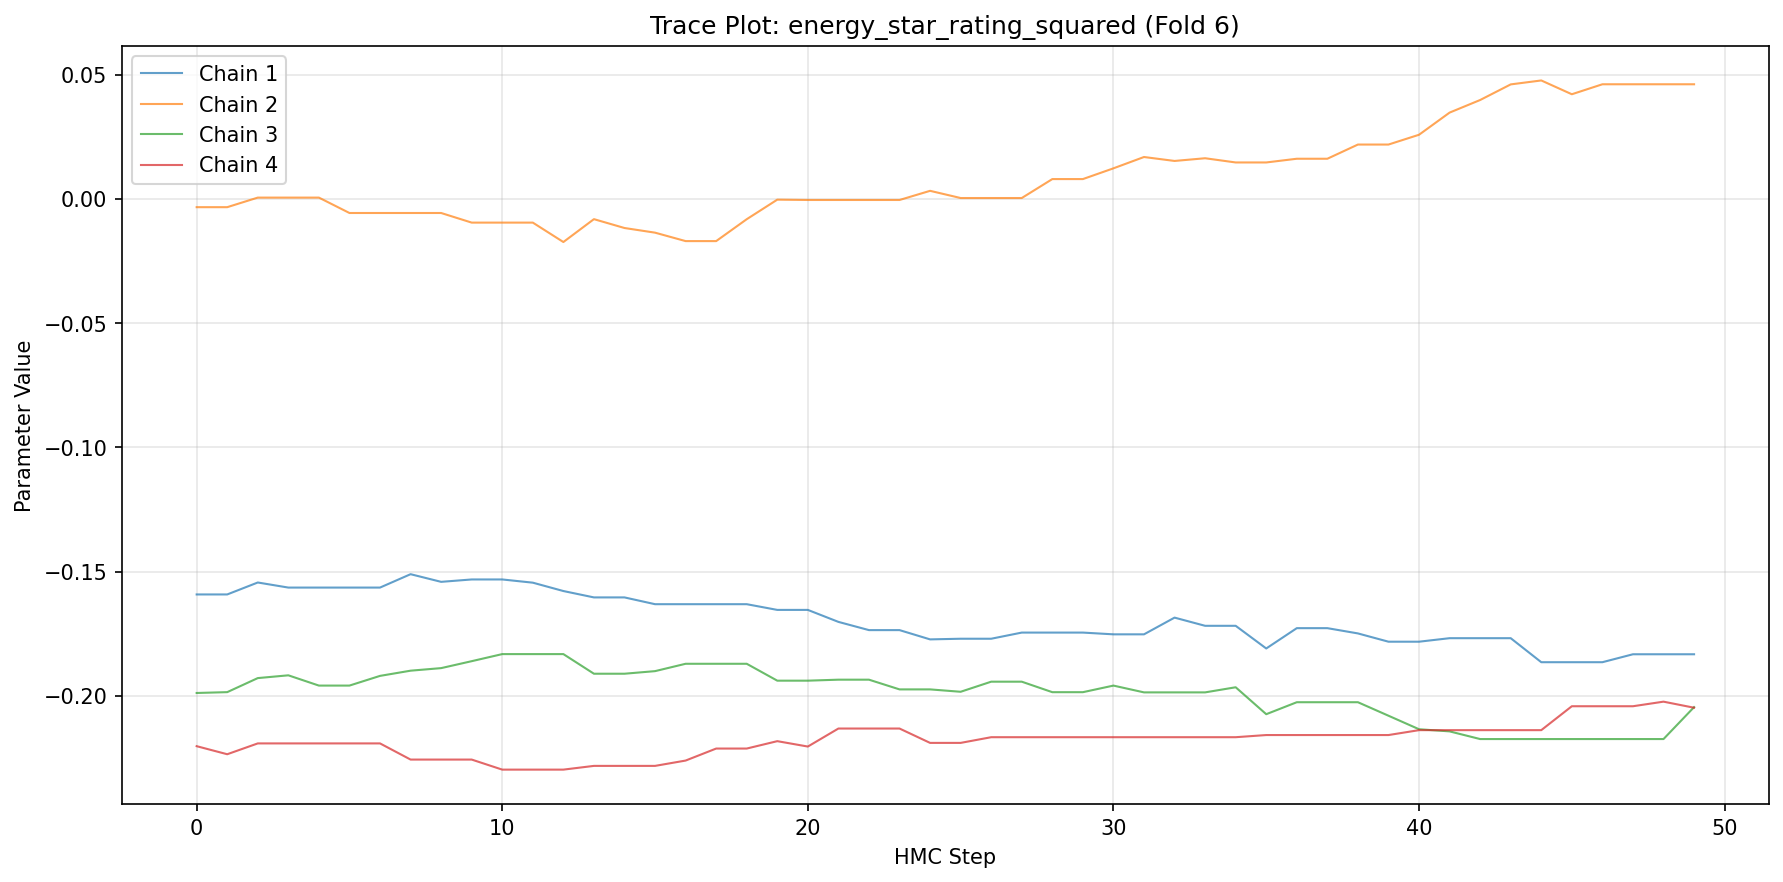 Trace Plot: energy_star_rating_squared (Fold 6)
Chain 1
Chain 2
Chain 3
Chain 4
Parameter Value
0.05
0.00
−0.05
−0.10
−0.15
−0.20
0 10 20 30 40 50
HMC Step